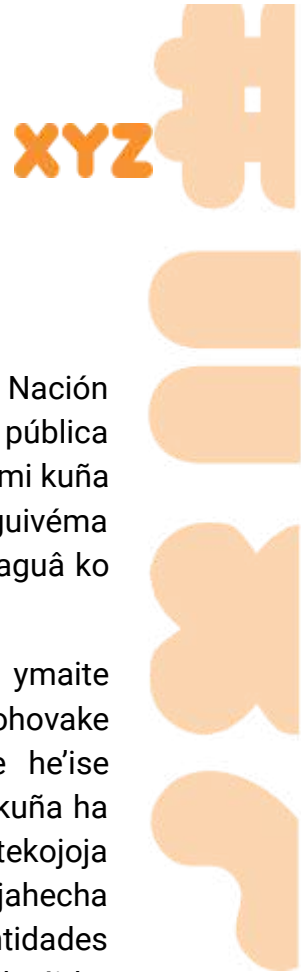 XYZ
Nación
pública
mi kuña
guivéma
aguâ ko
ymaite
ohovake
he'ise
kuña ha
tekojoja
jahecha
ntidades